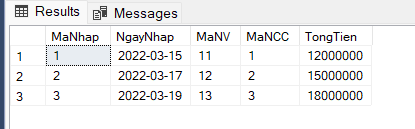 Results Messages
MaNhap NgayNhap MaNV MaNCC TongTien
1 1 2022-03-15 11 1 12000000
2 2 2022-03-17 12 2 15000000
3 3 2022-03-19 13 3 18000000